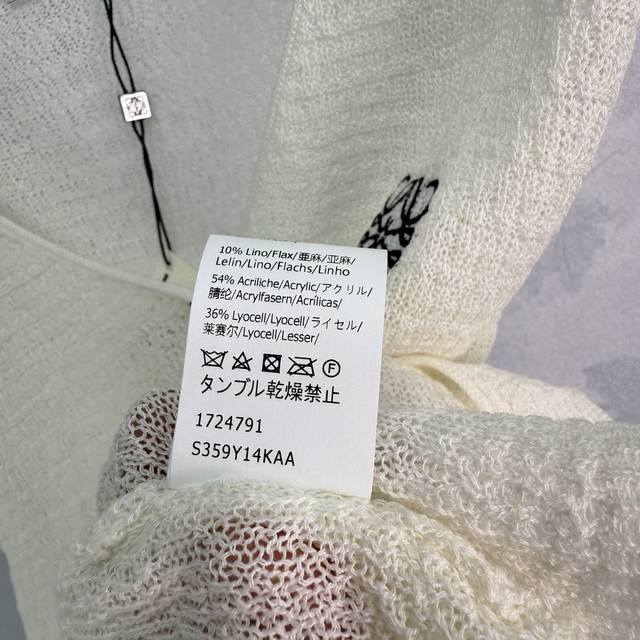 10% Lino/Flax/亜麻/亚麻/
Lelin/Lino/Flachs/Linho
54% Acriliche/Acrylic/アクリル/
腈纶/Acrylfasern/Acrílicas/
36% Lyocell/Lyocell/ライセル/
莱赛尔/Lyocell/Lesser/
F
タンブル乾燥禁止
1724791
S359Y14KAA